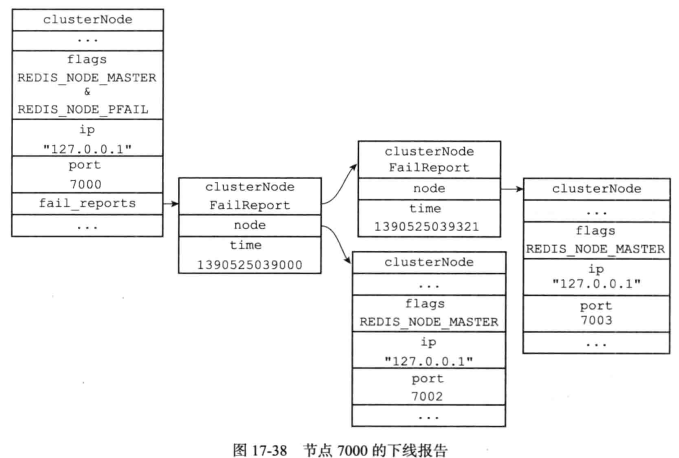 clusterNode
...
flags
REDIS_NODE_MASTER
&
REDIS_NODE_PFAIL
ip
"127.0.0.1"
port
7000
fail_reports
...
clusterNode
FailReport
node
time
1390525039000
clusterNode
FailReport
node
time
1390525039321
clusterNode
...
flags
REDIS_NODE_MASTER
ip
"127.0.0.1"
port
7002
...
clusterNode
...
flags
REDIS_NODE_MASTER
ip
"127.0.0.1"
port
7003
...
图 17-38 节点 7000 的下线报告